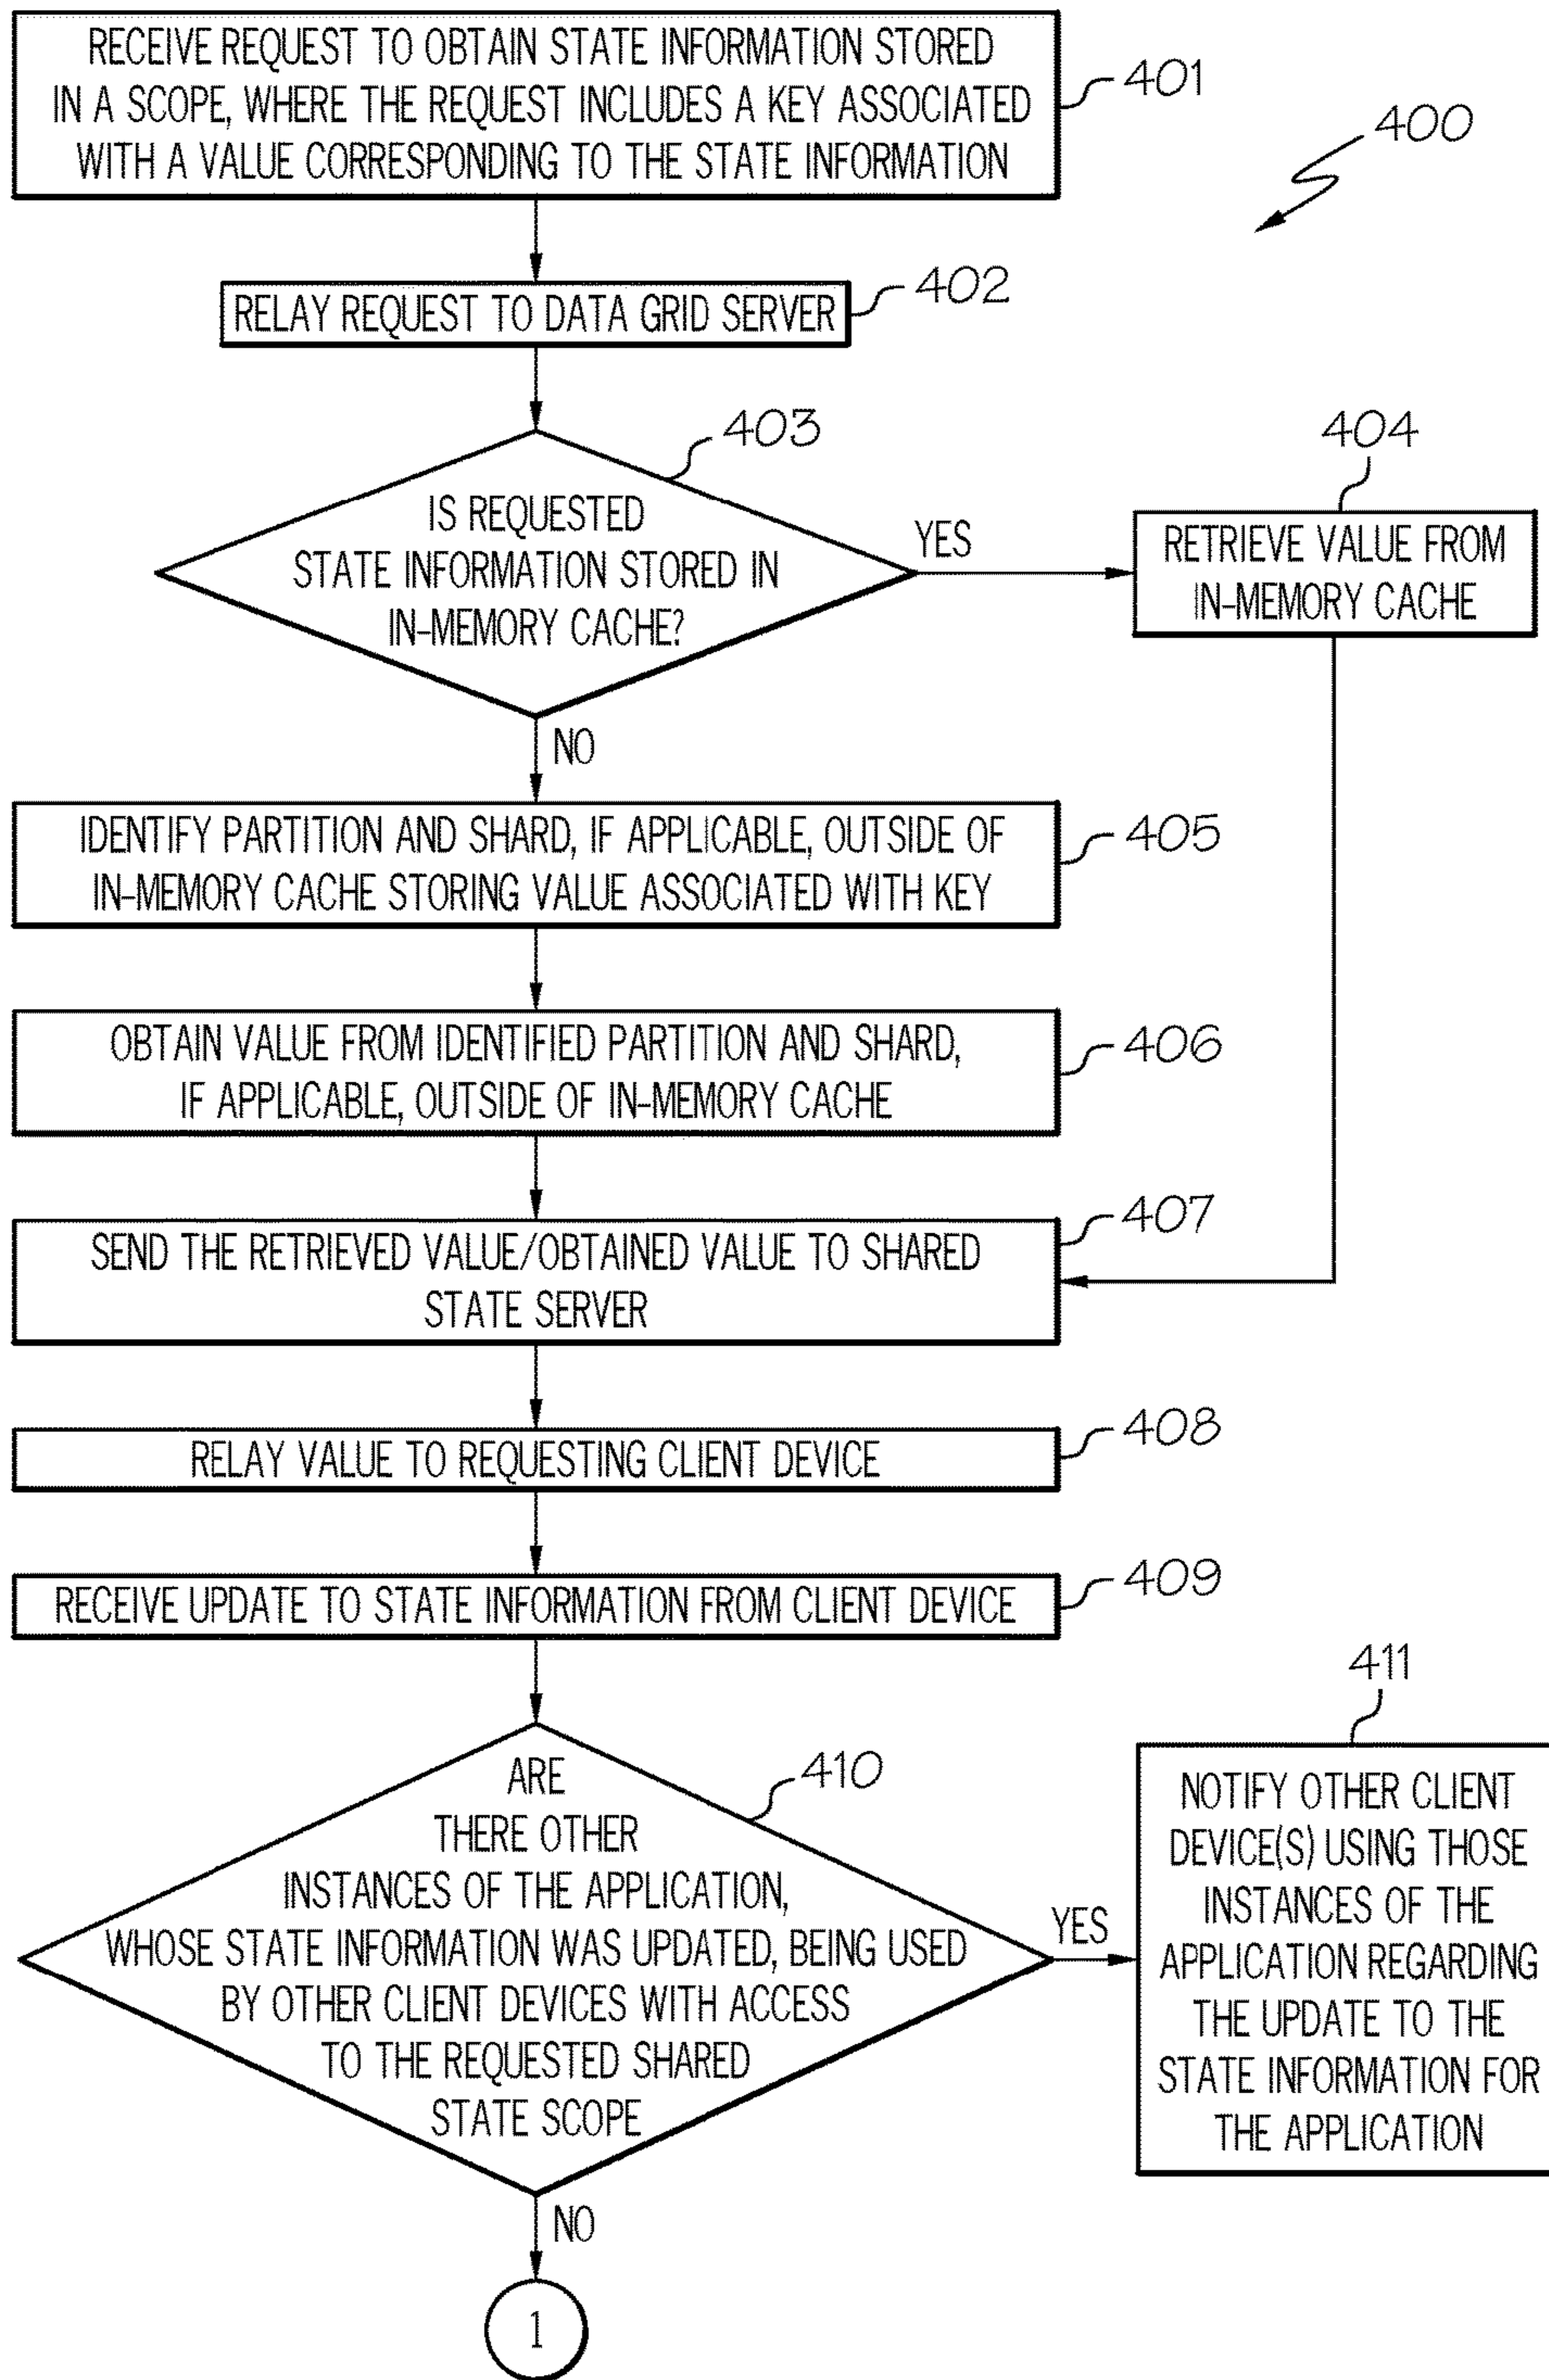 RECEIVE REQUEST TO OBTAIN STATE INFORMATION STORED
IN A SCOPE, WHERE THE REQUEST INCLUDES A KEY ASSOCIATED
WITH A VALUE CORRESPONDING TO THE STATE INFORMATION
401
400
RELAY REQUEST TO DATA GRID SERVER
402
403
IS REQUESTED
STATE INFORMATION STORED IN
IN-MEMORY CACHE?
YES
404
RETRIEVE VALUE FROM
IN-MEMORY CACHE
NO
IDENTIFY PARTITION AND SHARD, IF APPLICABLE, OUTSIDE OF
IN-MEMORY CACHE STORING VALUE ASSOCIATED WITH KEY
405
OBTAIN VALUE FROM IDENTIFIED PARTITION AND SHARD,
IF APPLICABLE, OUTSIDE OF IN-MEMORY CACHE
406
SEND THE RETRIEVED VALUE/OBTAINED VALUE TO SHARED
STATE SERVER
407
RELAY VALUE TO REQUESTING CLIENT DEVICE
408
RECEIVE UPDATE TO STATE INFORMATION FROM CLIENT DEVICE
409
410
ARE
THERE OTHER
INSTANCES OF THE APPLICATION,
WHOSE STATE INFORMATION WAS UPDATED, BEING USED
BY OTHER CLIENT DEVICES WITH ACCESS
TO THE REQUESTED SHARED
STATE SCOPE
YES
411
NOTIFY OTHER CLIENT
DEVICE(S) USING THOSE
INSTANCES OF THE
APPLICATION REGARDING
THE UPDATE TO THE
STATE INFORMATION FOR
THE APPLICATION
NO
1